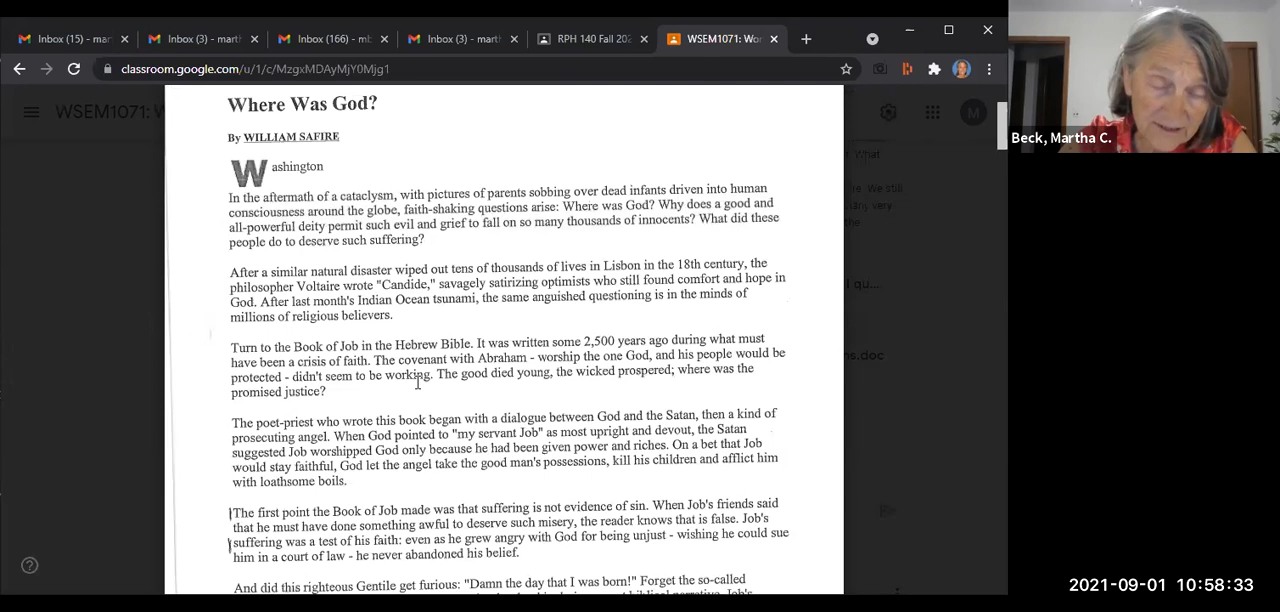 Inbox (15) - mar
Inbox (3) - marth
Inbox (166) - mb
Inbox (3) - marth
RPH 140 Fall 202
WSEM1071: Wor
classroom.google.com/u/1/c/MzgxMDAyMjY0Mjg1
WSEM1071: W
M
Beck, Martha C.
Where Was God?
By WILLIAM SAFIRE
Washington
In the aftermath of a cataclysm, with pictures of parents sobbing over dead infants driven into human
consciousness around the globe, faith-shaking questions arise: Where was God? Why does a good and
all-powerful deity permit such evil and grief to fall on so many thousands of innocents? What did these
people do to deserve such suffering?
After a similar natural disaster wiped out tens of thousands of lives in Lisbon in the 18th century, the
philosopher Voltaire wrote "Candide," savagely satirizing optimists who still found comfort and hope in
God. After last month's Indian Ocean tsunami, the same anguished questioning is in the minds of
millions of religious believers.
Turn to the Book of Job in the Hebrew Bible. It was written some 2,500 years ago during what must
have been a crisis of faith. The covenant with Abraham - worship the one God, and his people would be
protected - didn't seem to be working. The good died young, the wicked prospered; where was the
promised justice?
The poet-priest who wrote this book began with a dialogue between God and the Satan, then a kind of
prosecuting angel. When God pointed to "my servant Job" as most upright and devout, the Satan
suggested Job worshipped God only because he had been given power and riches. On a bet that Job
would stay faithful, God let the angel take the good man's possessions, kill his children and afflict him
with loathsome boils.
The first point the Book of Job made was that suffering is not evidence of sin. When Job's friends said
that he must have done something awful to deserve such misery, the reader knows that is false. Job's
suffering was a test of his faith: even as he grew angry with God for being unjust - wishing he could sue
him in a court of law - he never abandoned his belief.
And did this righteous Gentile get furious: "Damn the day that I was born!" Forget the so-called
What
We still
very
the
I qu...
ms.doc
2021-09-01 10:58:33